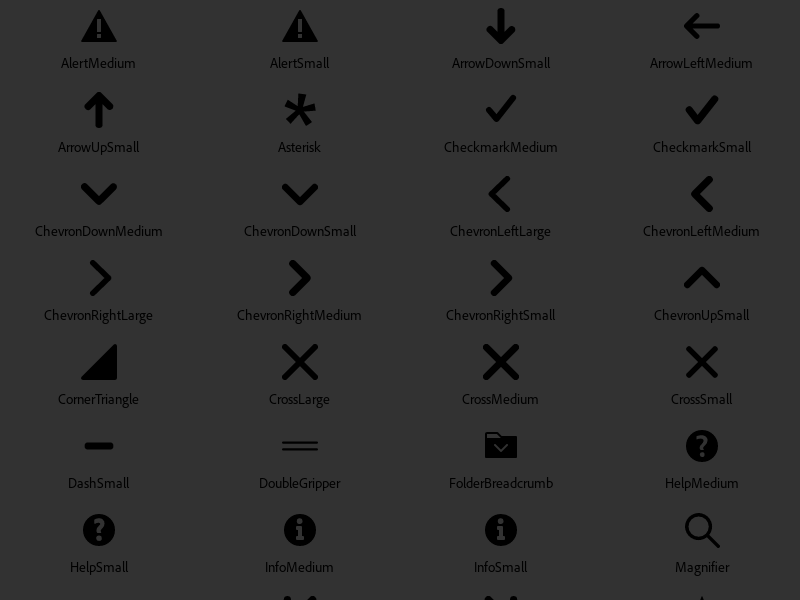 AlertMedium
AlertSmall
ArrowDownSmall
ArrowLeftMedium
ArrowUpSmall
Asterisk
CheckmarkMedium
CheckmarkSmall
ChevronDownMedium
ChevronDownSmall
ChevronLeftLarge
ChevronLeftMedium
ChevronRightLarge
ChevronRightMedium
ChevronRightSmall
ChevronUpSmall
CornerTriangle
CrossLarge
CrossMedium
CrossSmall
DashSmall
DoubleGripper
FolderBreadcrumb
HelpMedium
HelpSmall
InfoMedium
InfoSmall
Magnifier